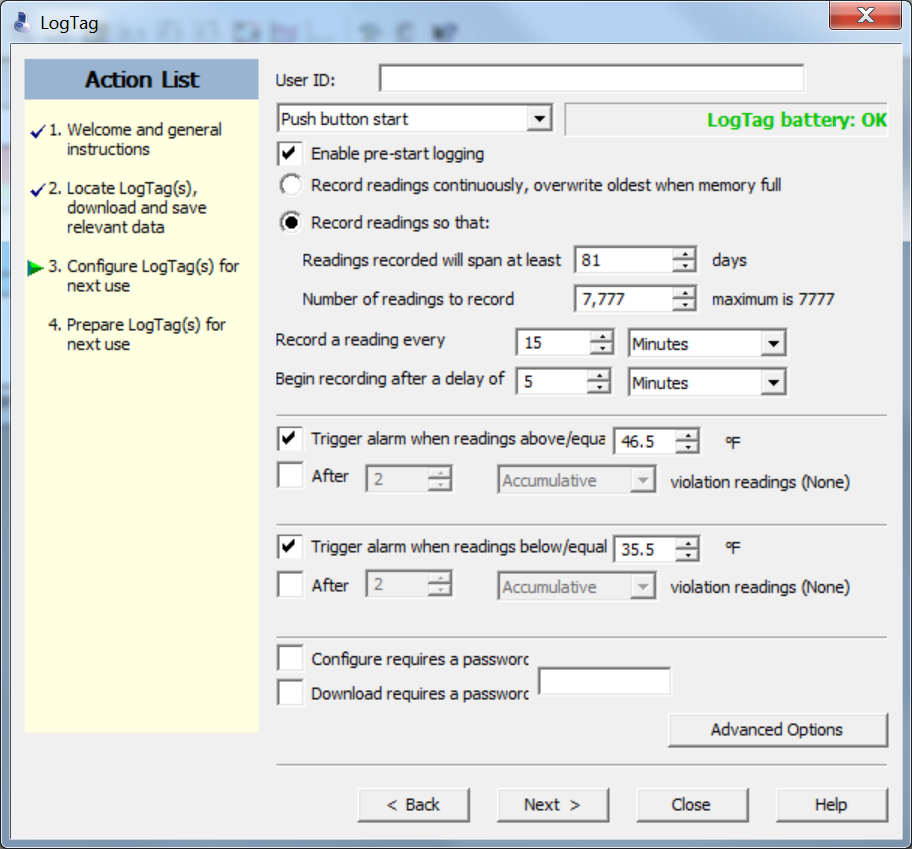 LogTag
Action List
1. Welcome and general
instructions
2. Locate LogTag(s),
download and save
relevant data
3. Configure LogTag(s) for
next use
4. Prepare LogTag(s) for
next use
User ID:
Push button start
LogTag battery: OK
Enable pre-start logging
Record readings continuously, overwrite oldest when memory full
Record readings so that:
Readings recorded will span at least 81 days
Number of readings to record 7,777 maximum is 7777
Record a reading every 15 Minutes
Begin recording after a delay of 5 Minutes
Trigger alarm when readings above/equa 46.5 °F
After 2 Accumulative violation readings (None)
Trigger alarm when readings below/equal 35.5 °F
After 2 Accumulative violation readings (None)
Configure requires a password
Download requires a password
Advanced Options
< Back Next > Close Help